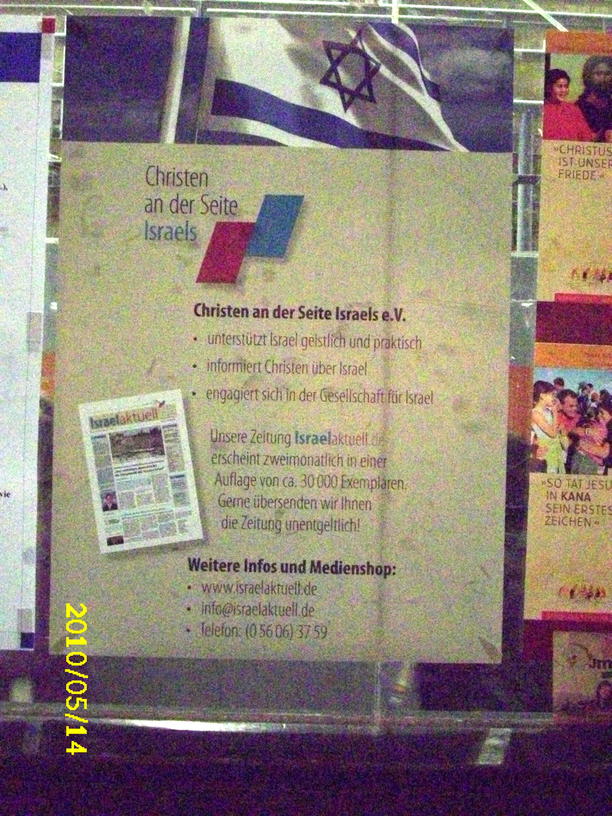 Christen
an der Seite
Israels
Christen an der Seite Israels e.V.
• unterstützt Israel geistlich und praktisch
• informiert Christen über Israel
• engagiert sich in der Gesellschaft für Israel
Israelaktuell
Unsere Zeitung Israelaktuell.de
erscheint zweimonatlich in einer
Auflage von ca. 30 000 Exemplaren.
Gerne übersenden wir Ihnen
die Zeitung unentgeltlich!
Weitere Infos und Medienshop:
• www.israelaktuell.de
• info@israelaktuell.de
• Telefon: (0 56 06) 37 59
»CHRISTUS
IST UNSER
FRIEDE.«
»SO TAT JESU
IN KANA
SEIN ERSTES
ZEICHEN.«
2010/05/14